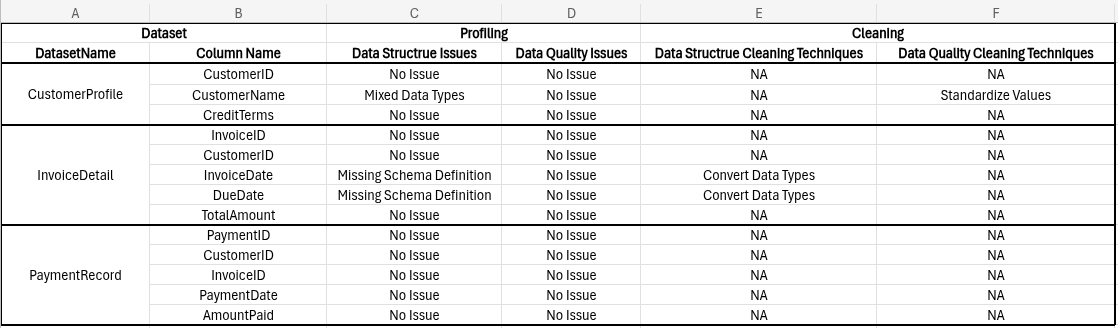 A B C D E F
Dataset Profiling Cleaning
DatasetName Column Name Data Structrue Issues Data Quality Issues Data Structrue Cleaning Techniques Data Quality Cleaning Techniques
CustomerID No Issue No Issue NA NA
CustomerProfile CustomerName Mixed Data Types No Issue NA Standardize Values
CreditTerms No Issue No Issue NA NA
InvoiceID No Issue No Issue NA NA
CustomerID No Issue No Issue NA NA
InvoiceDetail InvoiceDate Missing Schema Definition No Issue Convert Data Types NA
DueDate Missing Schema Definition No Issue Convert Data Types NA
TotalAmount No Issue No Issue NA NA
PaymentID No Issue No Issue NA NA
CustomerID No Issue No Issue NA NA
PaymentRecord InvoiceID No Issue No Issue NA NA
PaymentDate No Issue No Issue NA NA
AmountPaid No Issue No Issue NA NA